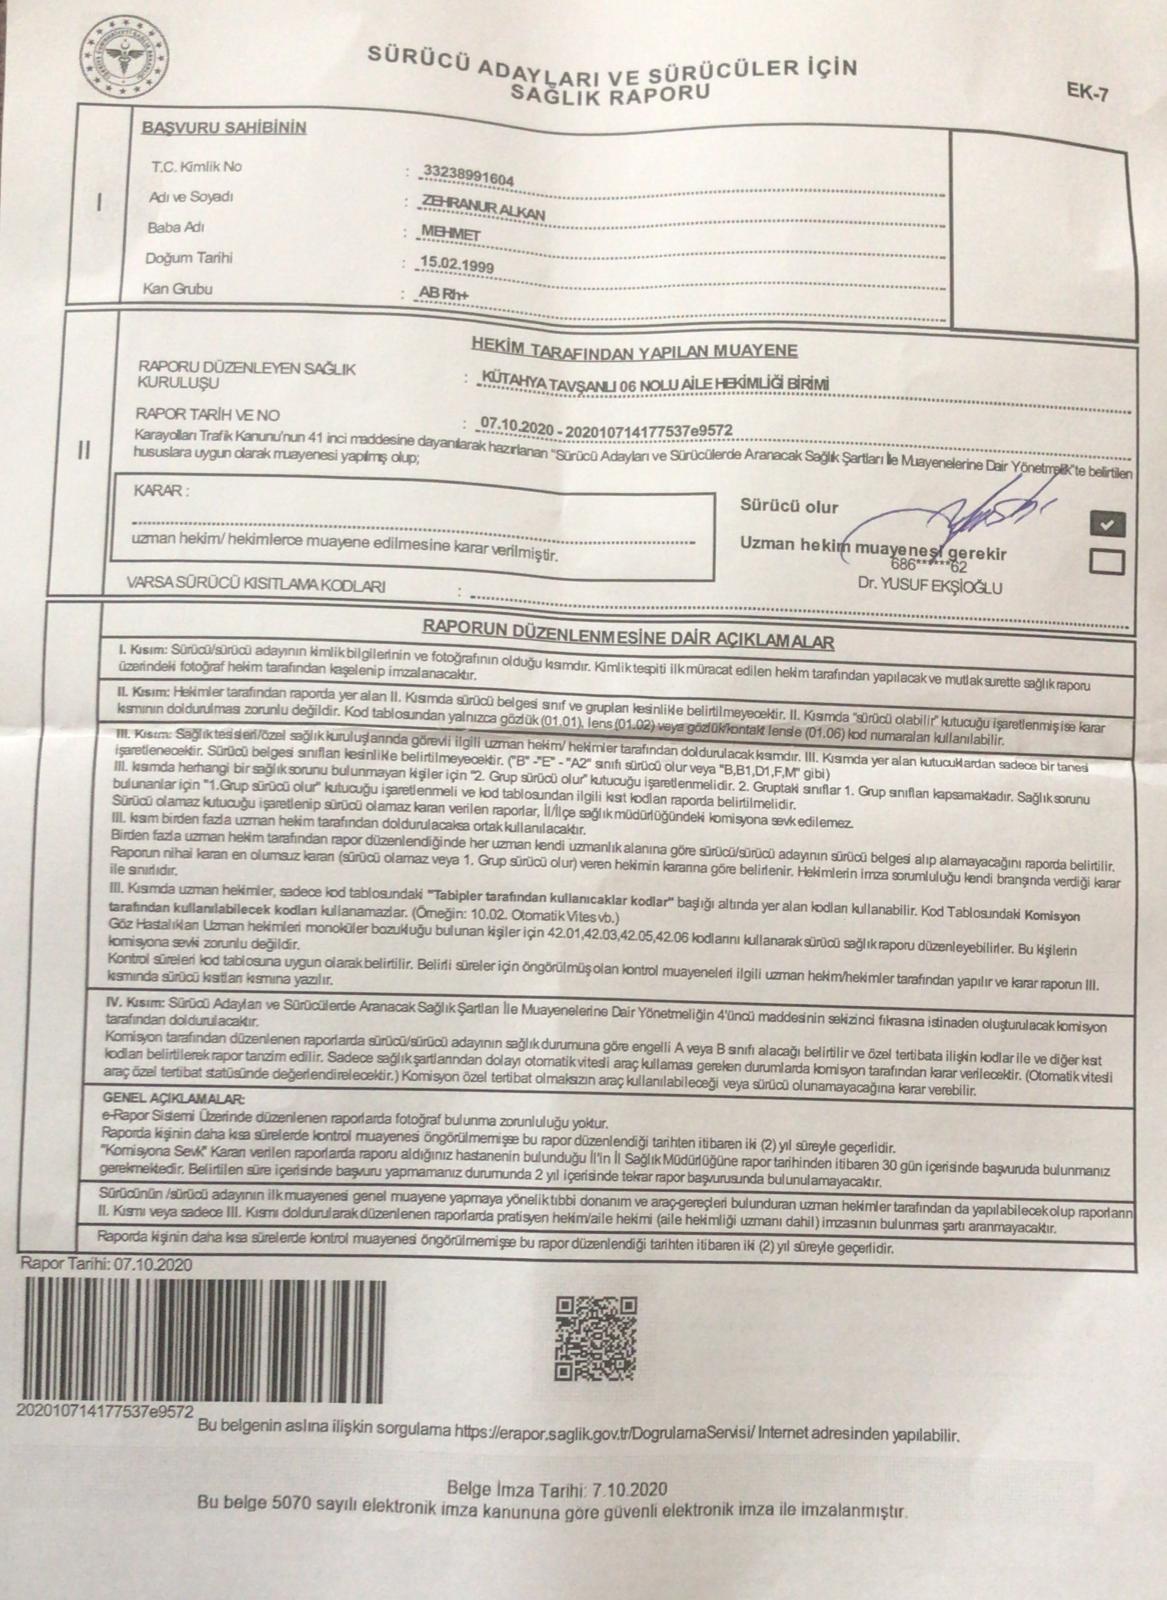 SÜRÜCÜ ADAYLARI VE SÜRÜCÜLER İÇİN
SAĞLIK RAPORU
EK-7
I
BAŞVURU SAHİBİNİN
T.C. Kimlik No : 33238991604
Adı ve Soyadı : ZEHRANUR ALKAN
Baba Adı : MEHMET
Doğum Tarihi : 15.02.1999
Kan Grubu : AB Rh+
II
HEKİM TARAFINDAN YAPILAN MUAYENE
RAPORU DÜZENLEYEN SAĞLIK
KURULUŞU : KÜTAHYA TAVŞANLI 06 NOLU AİLE HEKİMLİĞİ BİRİMİ
RAPOR TARİH VE NO : 07.10.2020 - 202010714177537e9572
Karayolları Trafik Kanunu'nun 41 inci maddesine dayanılarak hazırlanan "Sürücü Adayları ve Sürücülerde Aranacak Sağlık Şartları İle Muayenelerine Dair Yönetmelik"te belirtilen
hususlara uygun olarak muayenesi yapılmış olup;
KARAR :
uzman hekim/ hekimlerce muayene edilmesine karar verilmiştir.
Sürücü olur
Uzman hekim muayenesi gerekir
686******62
Dr. YUSUF EKŞİOĞLU
VARSA SÜRÜCÜ KISITLAMA KODLARI :
RAPORUN DÜZENLENMESİNE DAİR AÇIKLAMALAR
I. Kısım: Sürücü/sürücü adayının kimlik bilgilerinin ve fotoğrafının olduğu kısımdır. Kimlik tespiti ilk müracat edilen hekim tarafından yapılacak ve mutlak surette sağlık raporu
üzerindeki fotoğraf hekim tarafından kaşelenip imzalanacaktır.
II. Kısım: Hekimler tarafından raporda yer alan II. Kısımda sürücü belgesi sınıf ve grupları kesinlikle belirtilmeyecektir. II. Kısımda "sürücü olabilir" kutucuğu işaretlenmiş ise karar
kısmının doldurulması zorunlu değildir. Kod tablosundan yalnızca gözlük (01.01), lens (01.02) veya gözlük/kontakt lensle (01.06) kod numaraları kullanılabilir.
III. Kısım: Sağlık tesisleri/özel sağlık kuruluşlarında görevli ilgili uzman hekim/ hekimler tarafından doldurulacak kısımdır. III. Kısımda yer alan kutucuklardan sadece bir tanesi
işaretlenecektir. Sürücü belgesi sınıfları kesinlikle belirtilmeyecektir. ("B" -"E" - "A2" sınıfı sürücü olur veya "B,B1,D1,F,M" gibi)
III. kısımda herhangi bir sağlık sorunu bulunmayan kişiler için "2. Grup sürücü olur" kutucuğu işaretlenmelidir. 2. Gruptaki sınıflar 1. Grup sınıfları kapsamaktadır. Sağlık sorunu
bulunanlar için "1.Grup sürücü olur" kutucuğu işaretlenmeli ve kod tablosundan ilgili kısıt kodları raporda belirtilmelidir.
Sürücü olamaz kutucuğu işaretlenip sürücü olamaz kararı verilen raporlar, İl/İlçe sağlık müdürlüğündeki komisyona sevk edilemez.
III. kısım birden fazla uzman hekim tarafından doldurulacaksa ortak kullanılacaktır.
Birden fazla uzman hekim tarafından rapor düzenlendiğinde her uzman kendi uzmanlık alanına göre sürücü/sürücü adayının sürücü belgesi alıp alamayacağını raporda belirtilir.
Raporun nihai kararı en olumsuz kararı (sürücü olamaz veya 1. Grup sürücü olur) veren hekimin kararına göre belirlenir. Hekimlerin imza sorumluluğu kendi branşında verdiği karar
ile sınırlıdır.
III. Kısımda uzman hekimler, sadece kod tablosundaki "Tabipler tarafından kullanıcaklar kodlar" başlığı altında yer alan kodları kullanabilir. Kod Tablosundaki Komisyon
tarafından kullanılabilecek kodları kullanamazlar. (Örneğin: 10.02. Otomatik Vites vb.)
Göz Hastalıkları Uzman hekimleri monoküler bozukluğu bulunan kişiler için 42.01,42.03,42.05,42.06 kodlarını kullanarak sürücü sağlık raporu düzenleyebilirler. Bu kişilerin
komisyona sevki zorunlu değildir.
Kontrol süreleri kod tablosuna uygun olarak belirtilir. Belirli süreler için öngörülmüş olan kontrol muayeneleri ilgili uzman hekim/hekimler tarafından yapılır ve karar raporun III.
kısmında sürücü kısıtları kısmına yazılır.
IV. Kısım: Sürücü Adayları ve Sürücülerde Aranacak Sağlık Şartları İle Muayenelerine Dair Yönetmeliğin 4'üncü maddesinin sekizinci fıkrasına istinaden oluşturulacak komisyon
tarafından doldurulacaktır.
Komisyon tarafından düzenlenen raporlarda sürücü/sürücü adayının sağlık durumuna göre engelli A veya B sınıfı alacağı belirtilir ve özel tertibata ilişkin kodlar ile ve diğer kısıt
kodları belirtilerek rapor tanzim edilir. Sadece sağlık şartlarından dolayı otomatik vitesli araç kullaması gereken durumlarda komisyon tarafından karar verilecektir. (Otomatik vitesli
araç özel tertibat statüsünde değerlendirelecektir.) Komisyon özel tertibat olmaksızın araç kullanılabileceği veya sürücü olunamayacağına karar verebilir.
GENEL AÇIKLAMALAR:
e-Rapor Sistemi Üzerinde düzenlenen raporlarda fotoğraf bulunma zorunluluğu yoktur.
Raporda kişinin daha kısa sürelerde kontrol muayenesi öngörülmemişse bu rapor düzenlendiği tarihten itibaren iki (2) yıl süreyle geçerlidir.
"Komisyona Sevk" Kararı verilen raporlarda raporu aldığınız hastanenin bulunduğu İl'in İl Sağlık Müdürlüğüne rapor tarihinden itibaren 30 gün içerisinde başvuruda bulunmanız
gerekmektedir. Belirtilen süre içerisinde başvuru yapmamanız durumunda 2 yıl içerisinde tekrar rapor başvurusunda bulunulamayacaktır.
Sürücünün /sürücü adayının ilk muayenesi genel muayene yapmaya yönelik tıbbi donanım ve araç-gereçleri bulunduran uzman hekimler tarafından da yapılabilecek olup raporların
II. Kısmı veya sadece III. Kısmı doldurularak düzenlenen raporlarda pratisyen hekim/aile hekimi (aile hekimliği uzmanı dahil) imzasının bulunması şartı aranmayacaktır.
Raporda kişinin daha kısa sürelerde kontrol muayenesi öngörülmemişse bu rapor düzenlendiği tarihten itibaren iki (2) yıl süreyle geçerlidir.
Rapor Tarihi: 07.10.2020
202010714177537e9572
Bu belgenin aslına ilişkin sorgulama https://erapor.saglik.gov.tr/DogrulamaServisi/ Internet adresinden yapılabilir.
Belge İmza Tarihi: 7.10.2020
Bu belge 5070 sayılı elektronik imza kanununa göre güvenli elektronik imza ile imzalanmıştır.